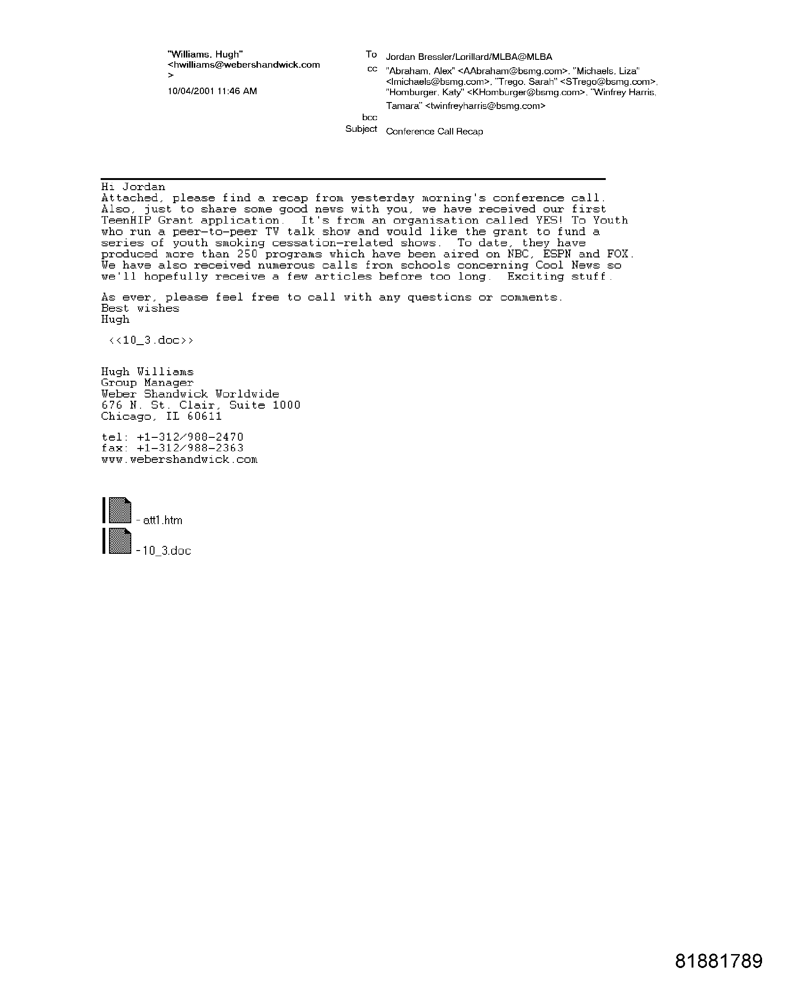 "Williams, Hugh"
<hwilliams@webershandwick.com
>
10/04/2001 11:46 AM
To Jordan Bressler/Lorillard/MLBA@MLBA
cc "Abraham, Alex" <AAbraham@bsmg.com>, "Michaels, Liza"
<lmichaels@bsmg.com>, "Trego, Sarah" <STrego@bsmg.com>,
"Homburger, Katy" <KHomburger@bsmg.com>, "Winfrey Harris,
Tamara" <twinfreyharris@bsmg.com>
bcc
Subject Conference Call Recap
Hi Jordan
Attached, please find a recap from yesterday morning's conference call.
Also, just to share some good news with you, we have received our first
TeenHIP Grant application. It's from an organisation called YES! To Youth
who run a peer-to-peer TV talk show and would like the grant to fund a
series of youth smoking cessation-related shows. To date, they have
produced more than 250 programs which have been aired on NBC, ESPN and FOX.
We have also received numerous calls from schools concerning Cool News so
we'll hopefully receive a few articles before too long. Exciting stuff.
As ever, please feel free to call with any questions or comments.
Best wishes
Hugh
<<10_3.doc>>
Hugh Williams
Group Manager
Weber Shandwick Worldwide
676 N. St. Clair, Suite 1000
Chicago, IL 60611
tel: +1-312/988-2470
fax: +1-312/988-2363
www.webershandwick.com
- att1.htm
- 10_3.doc
81881789